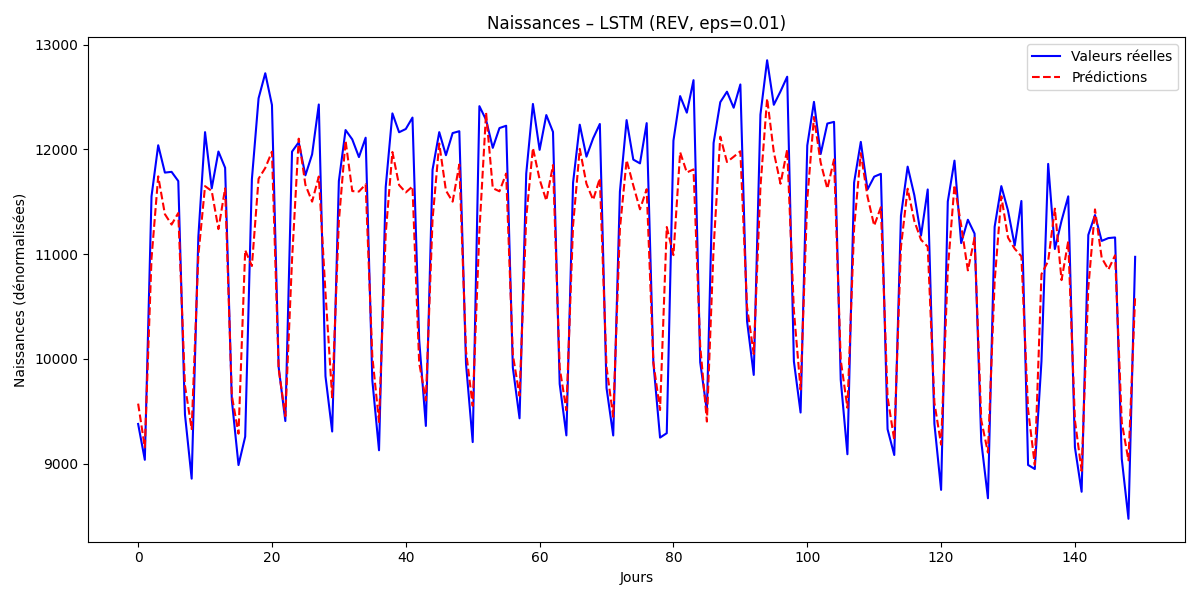 Naissances – LSTM (REV, eps=0.01)
Valeurs réelles
Prédictions
Naissances (dénormalisées)
13000
12000
11000
10000
9000
0 20 40 60 80 100 120 140
Jours